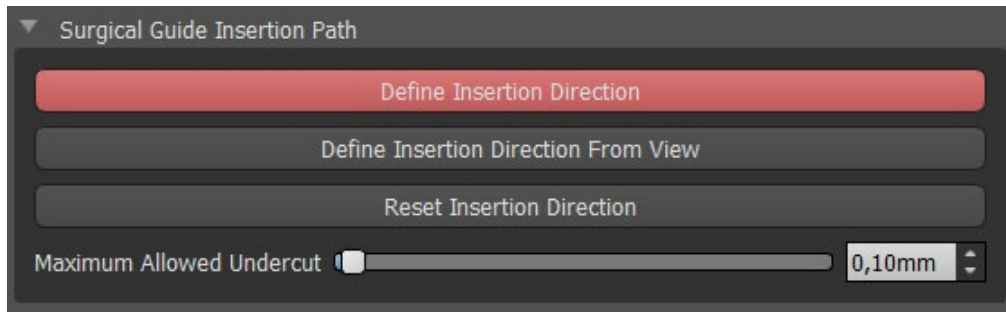 Surgical Guide Insertion Path
Define Insertion Direction
Define Insertion Direction From View
Reset Insertion Direction
Maximum Allowed Undercut 0,10mm